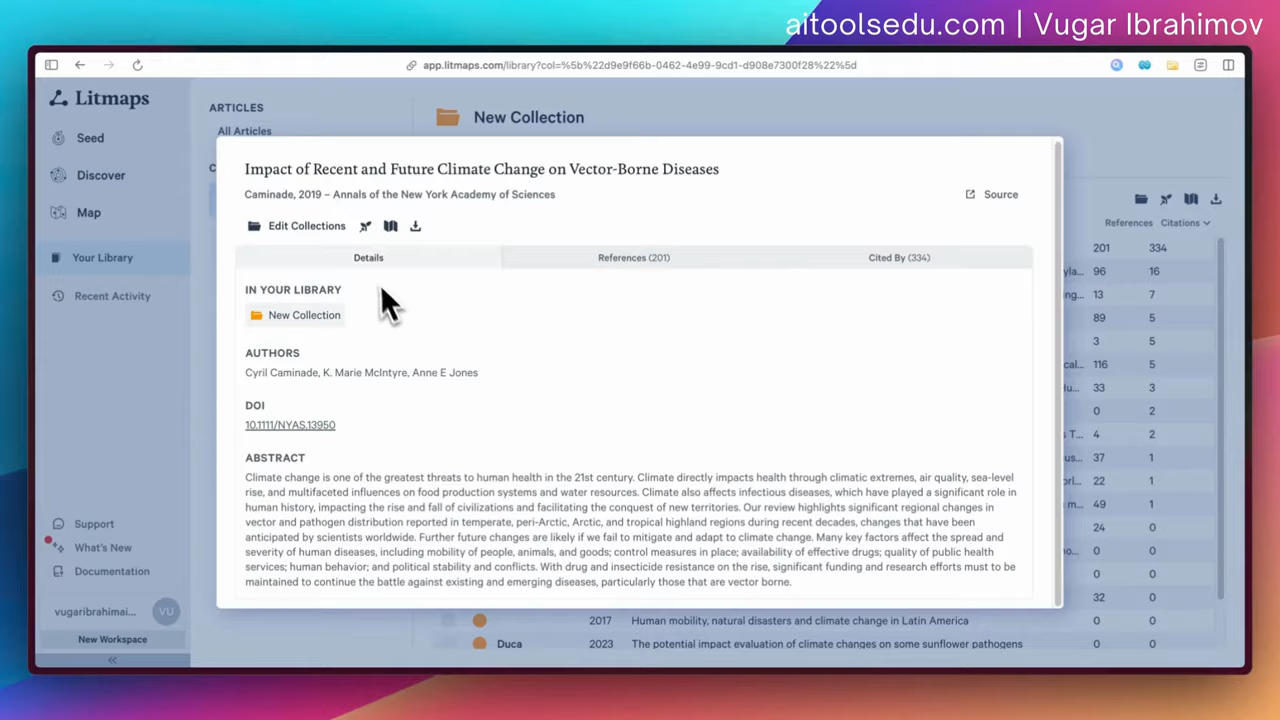 aitoolsedu.com | Vugar Ibrahimov
app.litmaps.com/library?col=%5b%22d9e9f66b-0462-4e99-9cd1-d908e7300f28%22%5d
Litmaps
Seed
Discover
Map
Your Library
Recent Activity
Support
What's New
Documentation
vugaribrahimai...
VU
New Workspace
ARTICLES
All Articles
New Collection
Impact of Recent and Future Climate Change on Vector-Borne Diseases
Caminade, 2019 – Annals of the New York Academy of Sciences
Source
Edit Collections
Details
References (201)
Cited By (334)
IN YOUR LIBRARY
New Collection
AUTHORS
Cyril Caminade, K. Marie McIntyre, Anne E Jones
DOI
10.1111/NYAS.13950
ABSTRACT
Climate change is one of the greatest threats to human health in the 21st century. Climate directly impacts health through climatic extremes, air quality, sea-level
rise, and multifaceted influences on food production systems and water resources. Climate also affects infectious diseases, which have played a significant role in
human history, impacting the rise and fall of civilizations and facilitating the conquest of new territories. Our review highlights significant regional changes in
vector and pathogen distribution reported in temperate, peri-Arctic, Arctic, and tropical highland regions during recent decades, changes that have been
anticipated by scientists worldwide. Further future changes are likely if we fail to mitigate and adapt to climate change. Many key factors affect the spread and
severity of human diseases, including mobility of people, animals, and goods; control measures in place; availability of effective drugs; quality of public health
services; human behavior; and political stability and conflicts. With drug and insecticide resistance on the rise, significant funding and research efforts must be
maintained to continue the battle against existing and emerging diseases, particularly those that are vector borne.
References Citations
201 334
yla... 96 16
ng... 13 7
89 5
3 5
cal... 116 5
lu... 33 3
0 2
s T... 4 2
us... 37 1
orl... 22 1
m... 49 1
24 0
0 0
0 0
32 0
2017 Human mobility, natural disasters and climate change in Latin America 0 0
Duca 2023 The potential impact evaluation of climate changes on some sunflower pathogens 0 0